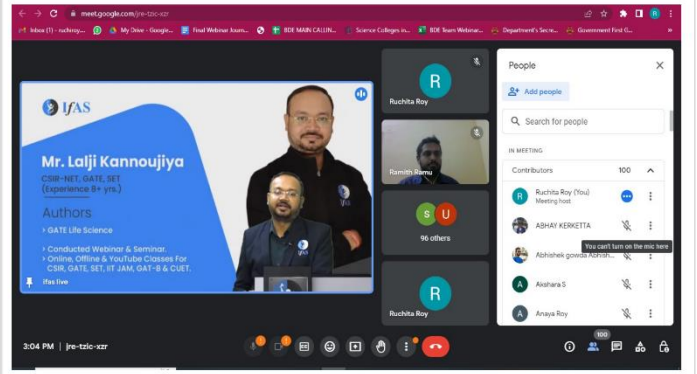 meet.google.com/jre-tzic-xzr
Inbox (1) - ruchiroy...
My Drive - Google...
Final Webinar Journ...
BDE MAIN CALLIN...
Science Colleges in...
BDE Team Webinar...
Department's Secre...
Government First G...
IfAS
Mr. Lalji Kannoujiya
CSIR-NET, GATE, SET
(Experience 8+ yrs.)
Authors
> GATE Life Science
> Conducted Webinar & Seminar.
> Online, Offline & YouTube Classes For
CSIR, GATE, SET, IIT JAM, GAT-B & CUET.
ifas live
R
Ruchita Roy
Ramith Ramu
S U
96 others
R
Ruchita Roy
People
Add people
Search for people
IN MEETING
Contributors 100
R
Ruchita Roy (You)
Meeting host
ABHAY KERKETTA
You can't turn on the mic here
Abhishek gowda Abhish...
A
Akshara S
A
Anaya Roy
3:04 PM | jre-tzic-xzr
100